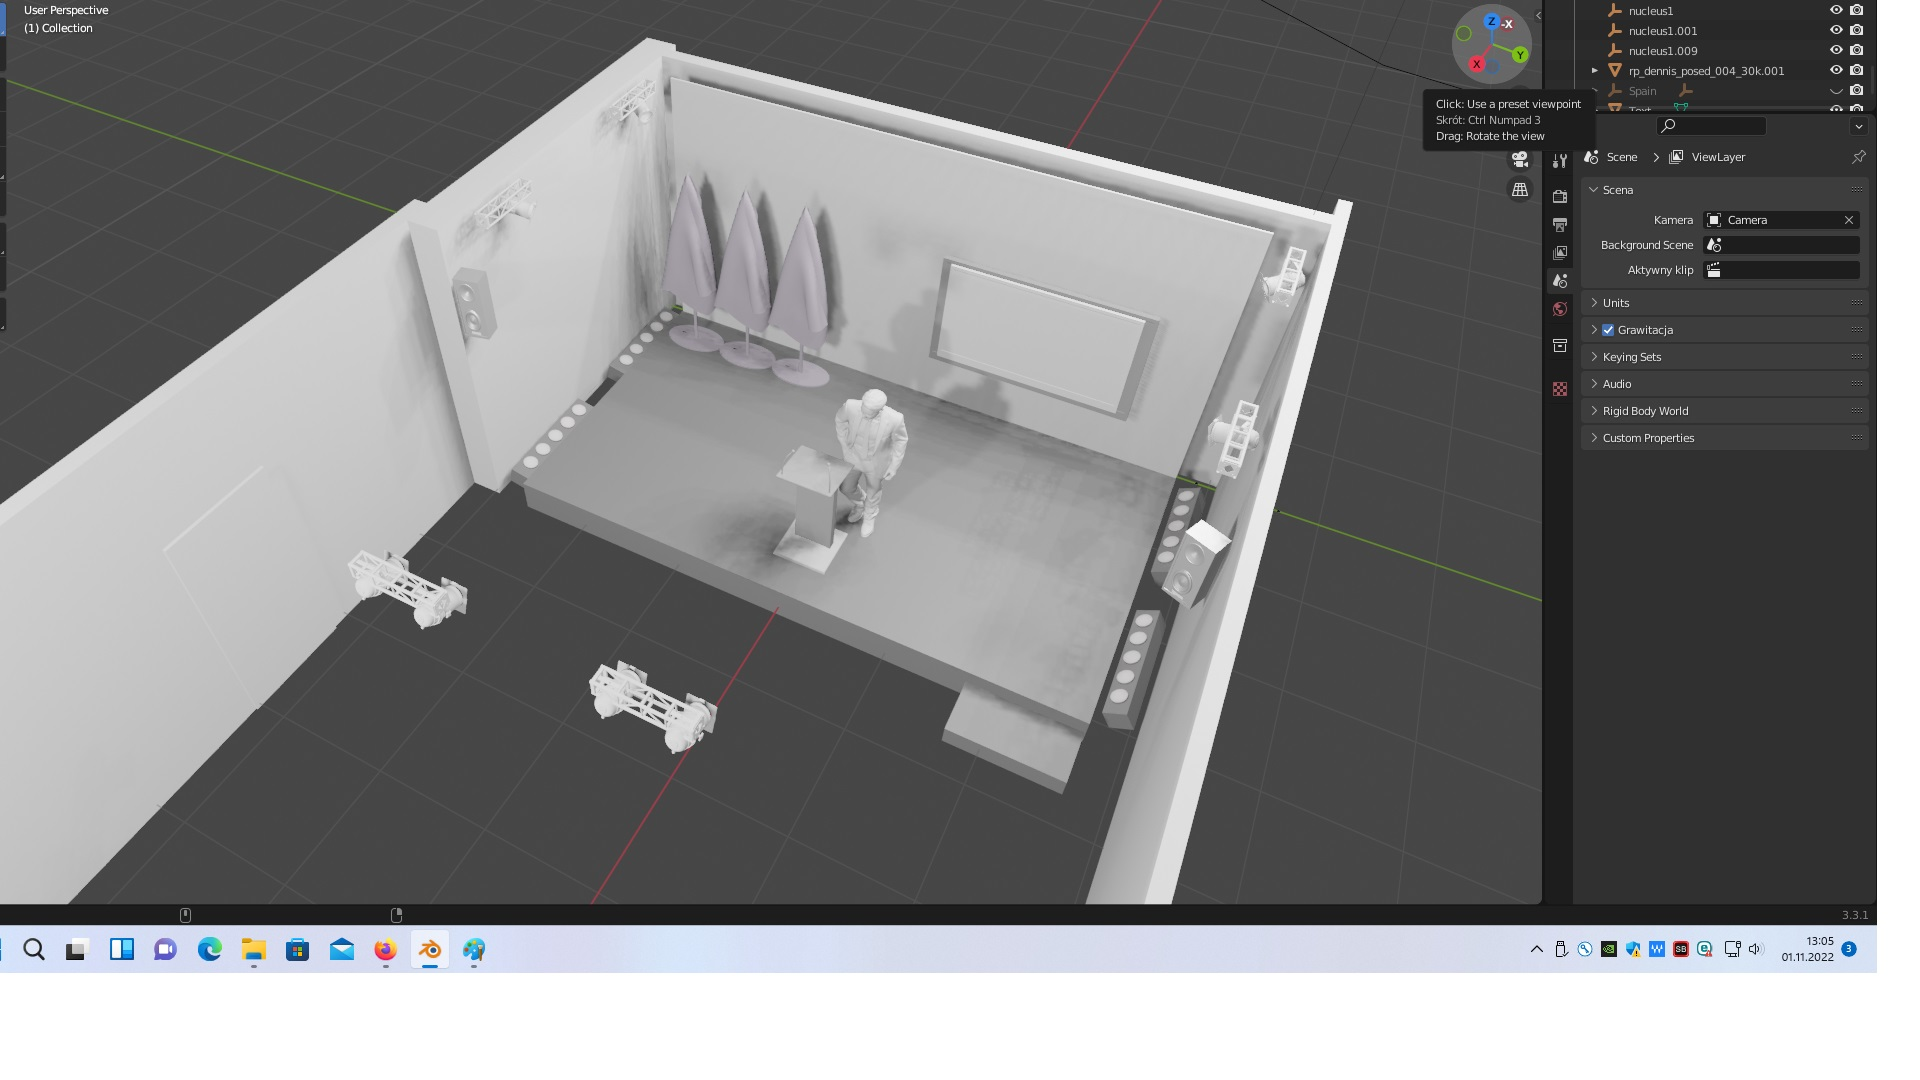 User Perspective
(1) Collection
Z
-X
Y
X
nucleus1
nucleus1.001
nucleus1.009
rp_dennis_posed_004_30k.001
Spain
Text
Click: Use a preset viewpoint
Skrót: Ctrl Numpad 3
Drag: Rotate the view
Scene
ViewLayer
Scena
Kamera
Camera
Background Scene
Aktywny klip
Units
Grawitacja
Keying Sets
Audio
Rigid Body World
Custom Properties
3.3.1
SB
13:05
01.11.2022
3